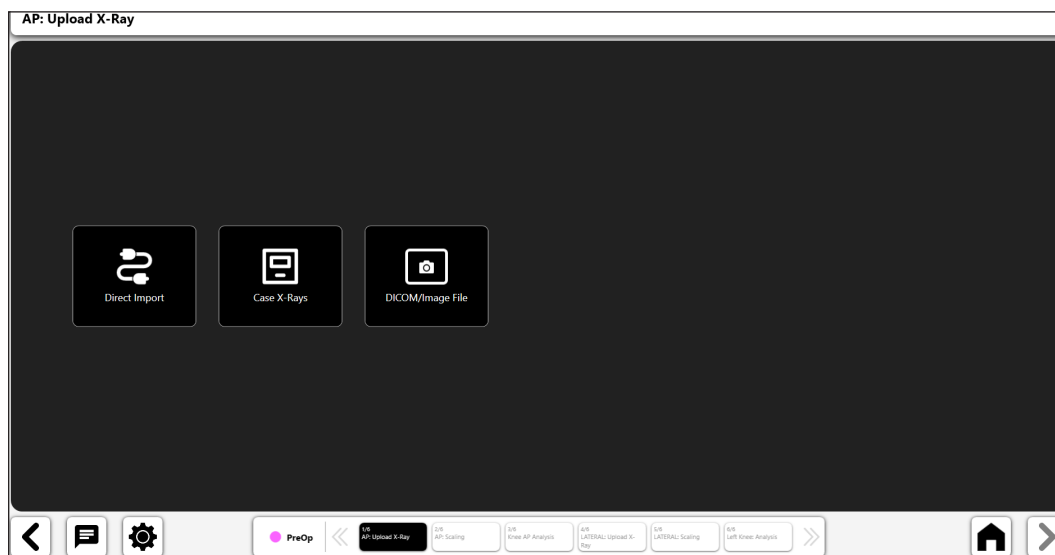 AP: Upload X-Ray
Direct Import
Case X-Rays
DICOM/Image File
PreOp
1/6
AP: Upload X-Ray
2/6
AP: Scaling
3/6
Knee AP Analysis
4/6
LATERAL: Upload X-
Ray
5/6
LATERAL: Scaling
6/6
Left Knee: Analysis